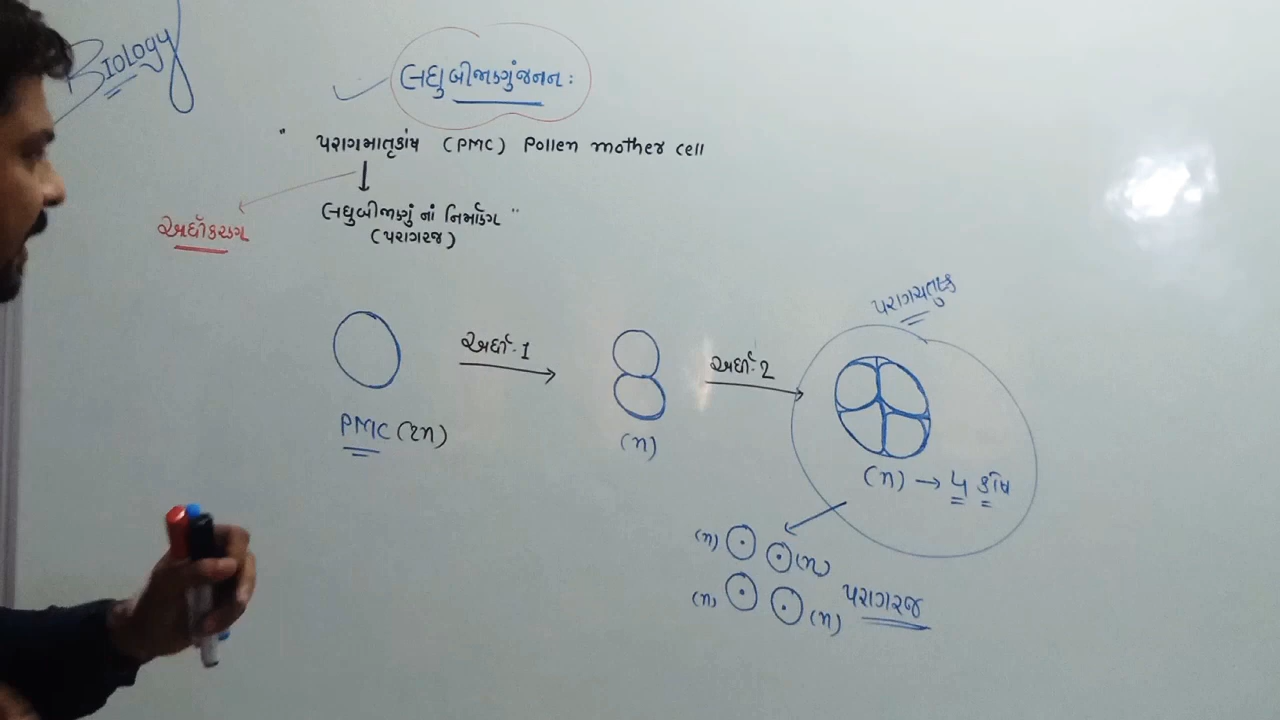 Biology
લઘુબીજાણુજનન :
" પરાગમાતૃકોષ (PMC) Pollen mother cell
લઘુબીજાણુ નાં નિર્માણ "
(પરાગરજ)
અર્ધીકરણ
પરાગચતુષ્ક
અર્ધી-1
અર્ધી-2
PMC (2n)
(n)
(n) → 4 કોષ
(n)
(n)
(n)
(n)
પરાગરજ